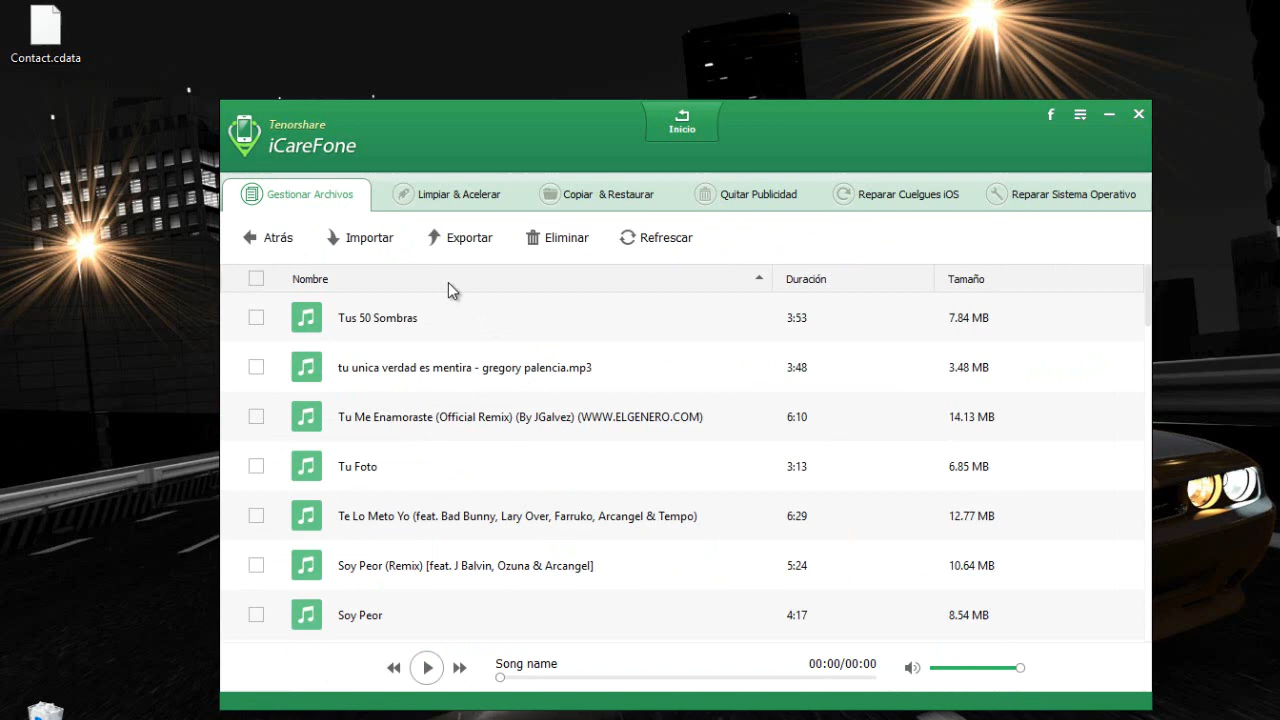 Contact.cdata
Inicio
Tenorshare
iCareFone
Gestionar Archivos
Limpiar & Acelerar
Copiar & Restaurar
Quitar Publicidad
Reparar Cuelgues iOS
Reparar Sistema Operativo
Atrás
Importar
Exportar
Eliminar
Refrescar
Nombre
Duración
Tamaño
Tus 50 Sombras 3:53 7.84 MB
tu unica verdad es mentira - gregory palencia.mp3 3:48 3.48 MB
Tu Me Enamoraste (Official Remix) (By JGalvez) (WWW.ELGENERO.COM) 6:10 14.13 MB
Tu Foto 3:13 6.85 MB
Te Lo Meto Yo (feat. Bad Bunny, Lary Over, Farruko, Arcangel & Tempo) 6:29 12.77 MB
Soy Peor (Remix) [feat. J Balvin, Ozuna & Arcangel] 5:24 10.64 MB
Soy Peor 4:17 8.54 MB
Song name 00:00/00:00